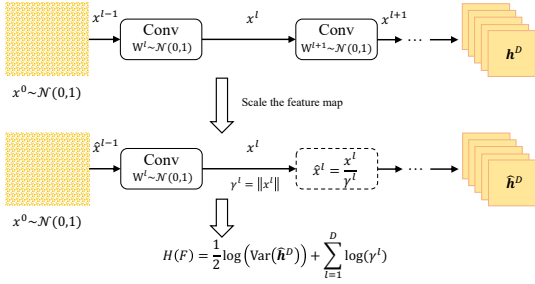 x^{l−1} x^l x^{l+1}
Conv Conv
W^l~𝒩(0,1) W^{l+1}~𝒩(0,1) ⋯ h^D
x^0~𝒩(0,1)
Scale the feature map
x̂^{l−1} x^l
Conv
W^l~𝒩(0,1) x̂^l = x^l / γ^l ⋯ ĥ^D
γ^l = ‖x^l‖
x^0~𝒩(0,1)
H(F) = 1/2 log(Var(ĥ^D)) + ∑_{l=1}^{D} log(γ^l)